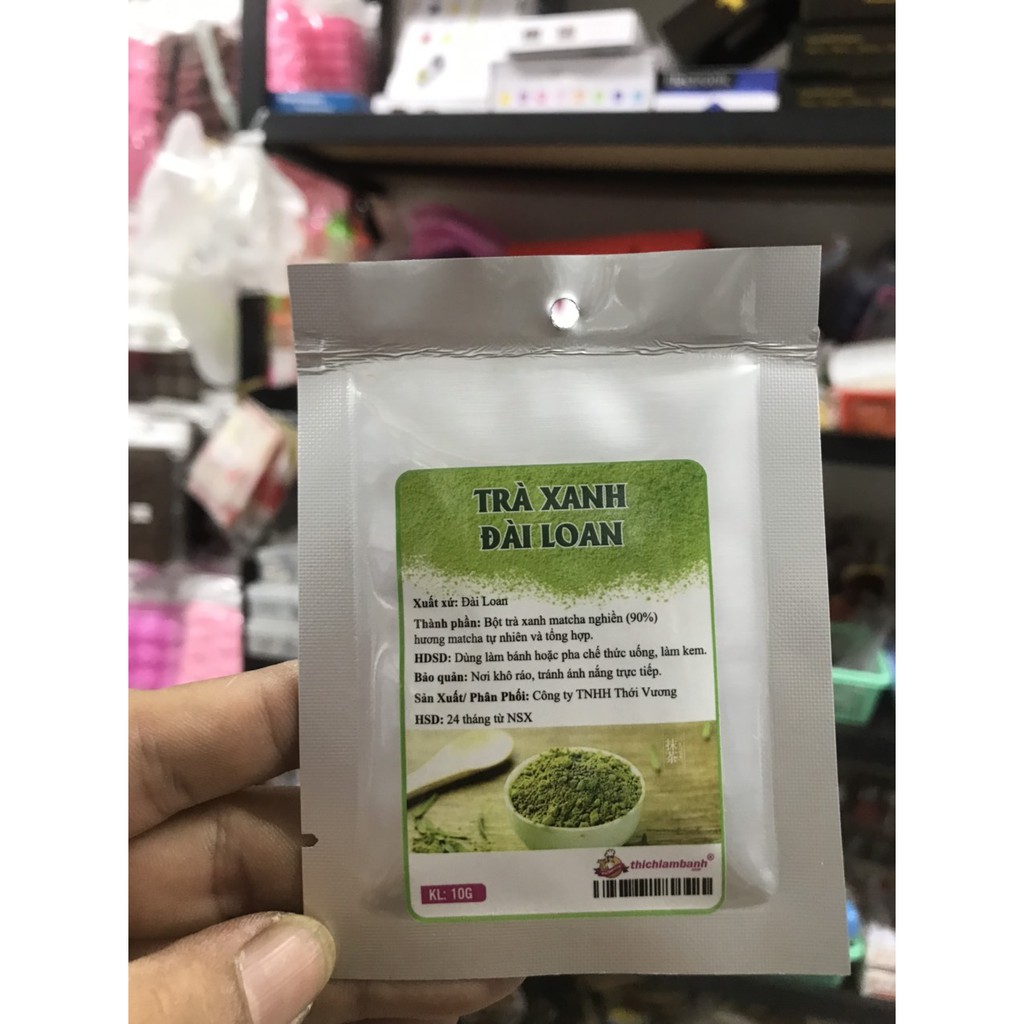 TRÀ XANH
ĐÀI LOAN
Xuất xứ: Đài Loan
Thành phần: Bột trà xanh matcha nghiền (90%)
hương matcha tự nhiên và tổng hợp.
HDSD: Dùng làm bánh hoặc pha chế thức uống, làm kem.
Bảo quản: Nơi khô ráo, tránh ánh nắng trực tiếp.
Sản Xuất/ Phân Phối: Công ty TNHH Thới Vương
HSD: 24 tháng từ NSX
抹茶
thichlambanh®
KL: 10G